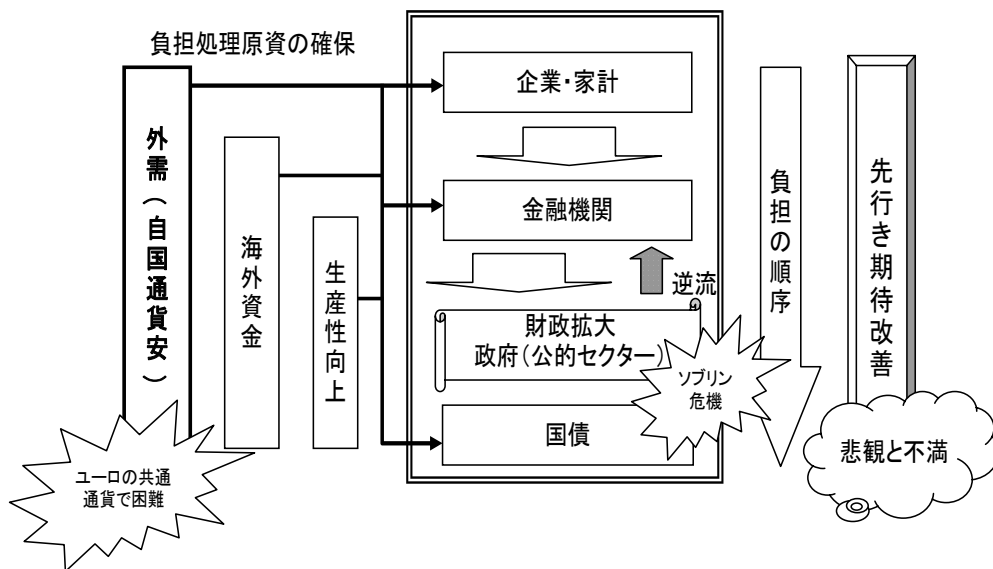 負担処理原資の確保
外需(自国通貨安)
海外資金
生産性向上
企業・家計
金融機関
逆流
財政拡大
政府(公的セクター)
国債
ソブリン
危機
負担の順序
先行き期待改善
悲観と不満
ユーロの共通
通貨で困難